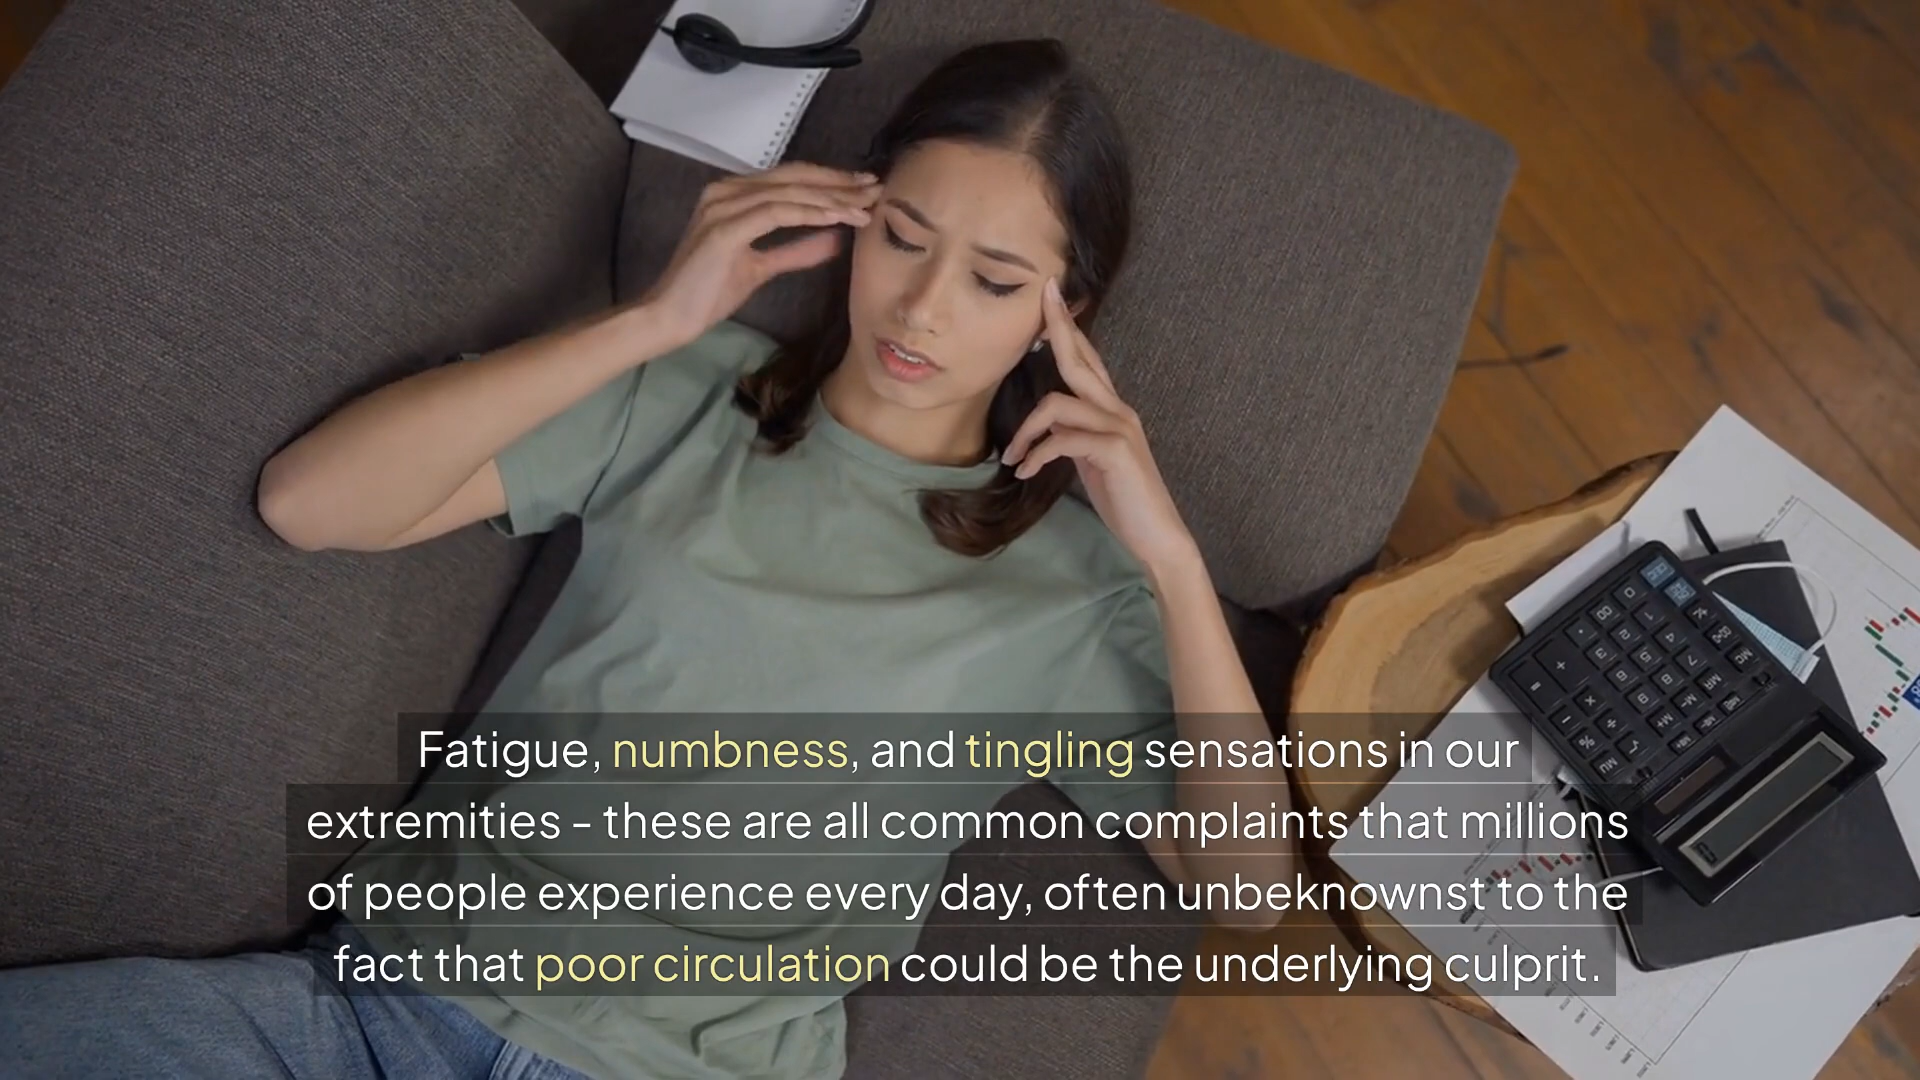 Fatigue, numbness, and tingling sensations in our
extremities - these are all common complaints that millions
of people experience every day, often unbeknownst to the
fact that poor circulation could be the underlying culprit.